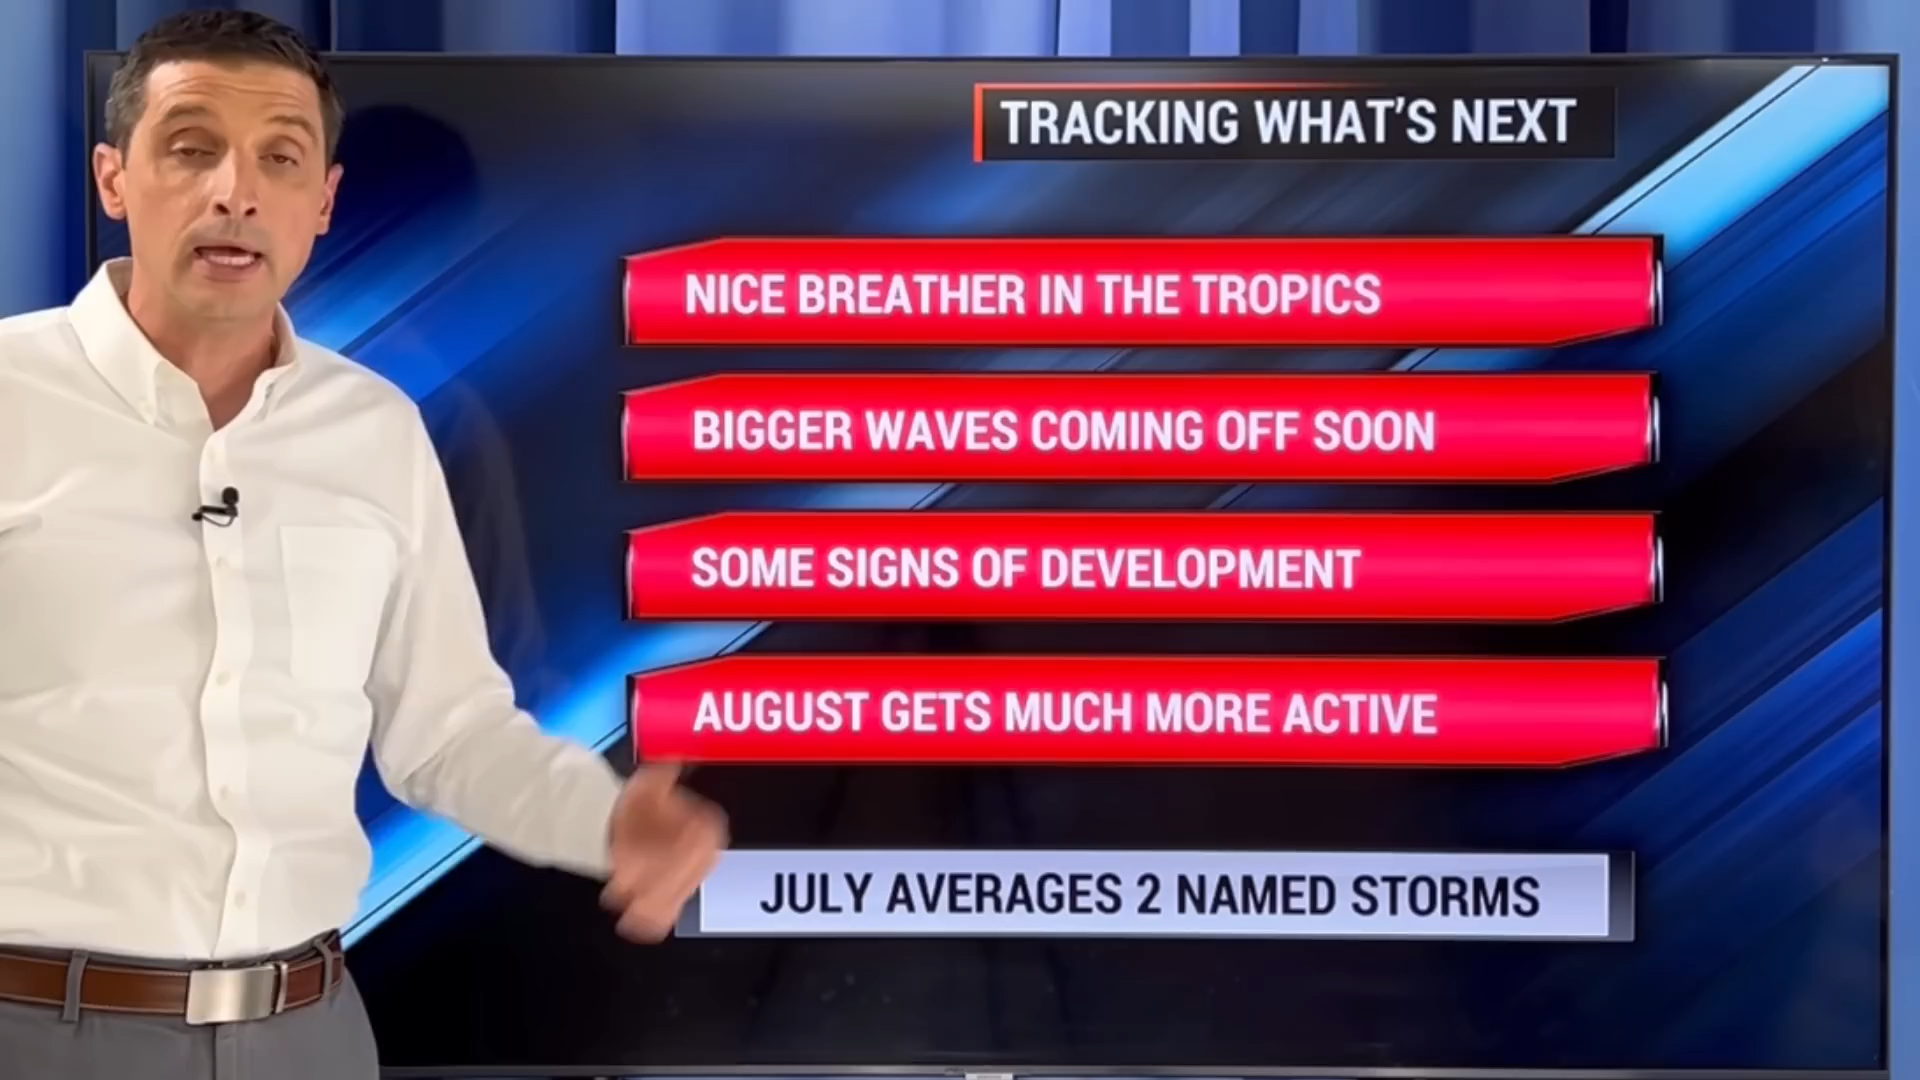 TRACKING WHAT'S NEXT
NICE BREATHER IN THE TROPICS
BIGGER WAVES COMING OFF SOON
SOME SIGNS OF DEVELOPMENT
AUGUST GETS MUCH MORE ACTIVE
JULY AVERAGES 2 NAMED STORMS